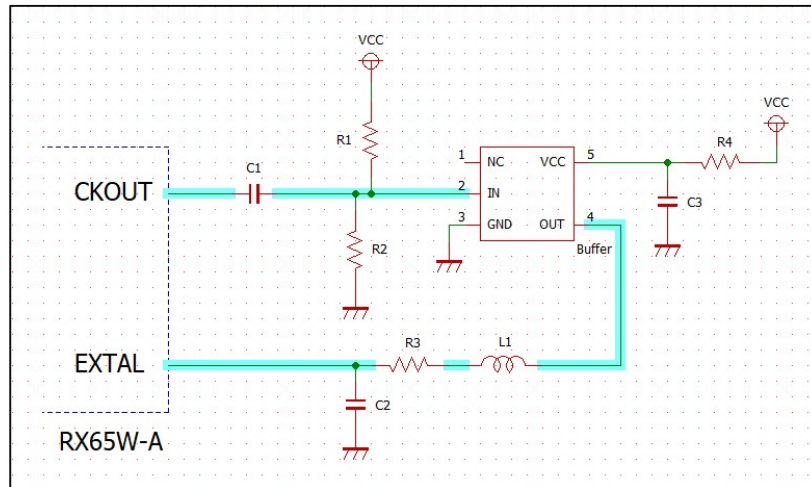 VCC
VCC
R1
R4
C1
1
NC
VCC
5
CKOUT
2
IN
C3
3
GND
OUT
4
R2
Buffer
L1
EXTAL
R3
C2
RX65W-A